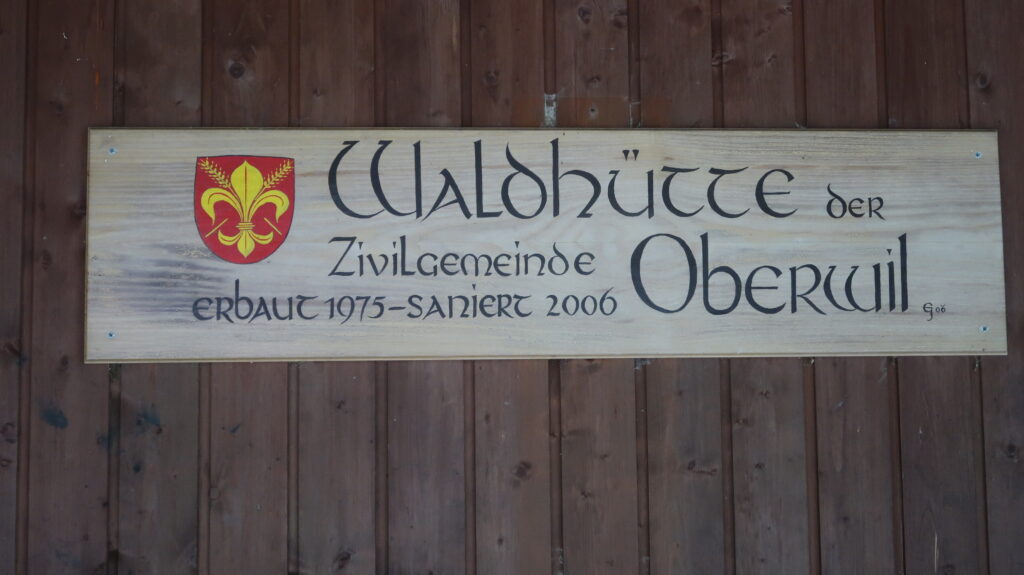 Waldhütte der
Zivilgemeinde Oberwil
erbaut 1975-saniert 2006
G06